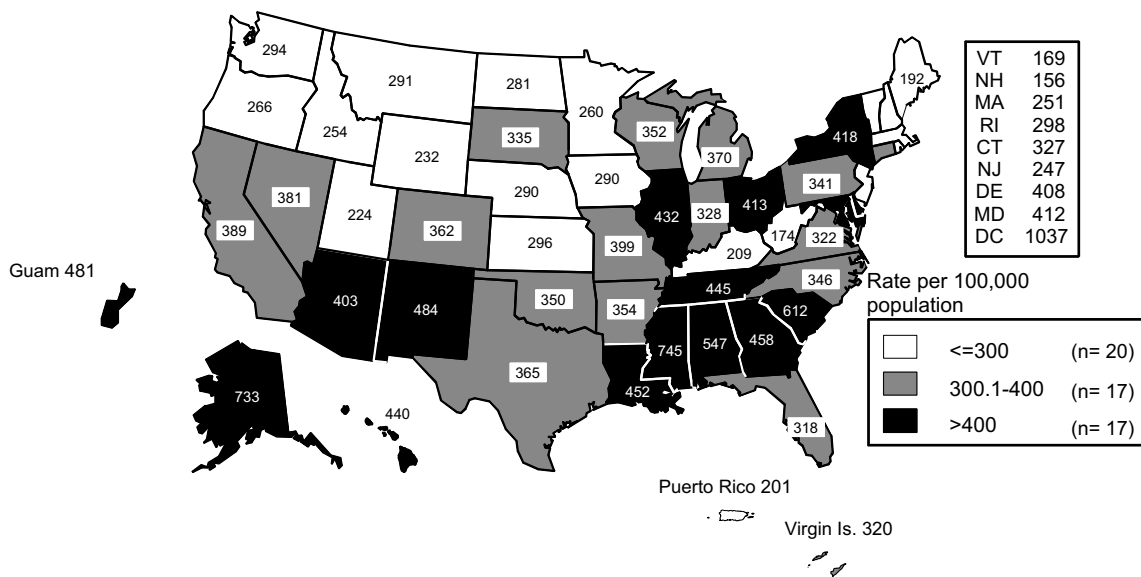 294
291
281
260
192
266
254
335
352
418
232
370
290
290
341
381
224
432
328
413
389
362
174
322
296
399
209
346
403
484
350
354
445
612
365
745
547
458
452
318
733
440
Guam 481
Puerto Rico 201
Virgin Is. 320
VT 169
NH 156
MA 251
RI 298
CT 327
NJ 247
DE 408
MD 412
DC 1037
Rate per 100,000
population
<=300 (n= 20)
300.1-400 (n= 17)
>400 (n= 17)